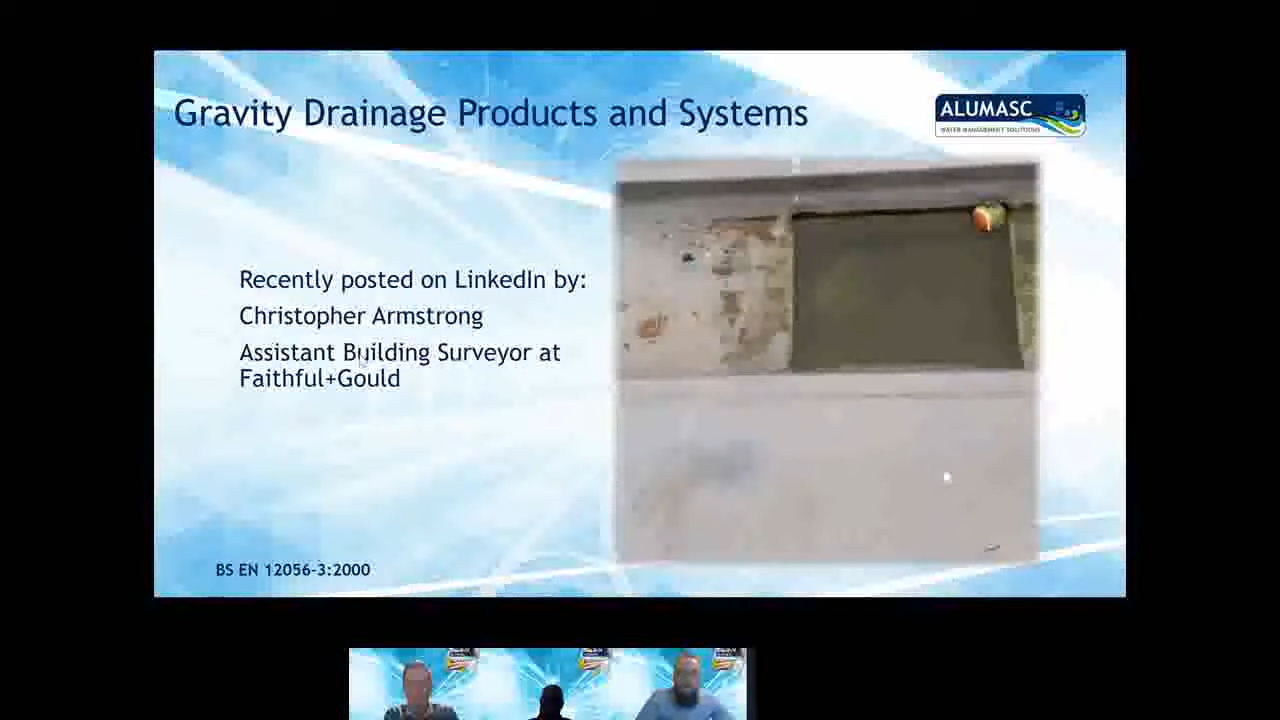 Gravity Drainage Products and Systems
ALUMASC
WATER MANAGEMENT SOLUTIONS
Recently posted on LinkedIn by:
Christopher Armstrong
Assistant Building Surveyor at
Faithful+Gould
BS EN 12056-3:2000